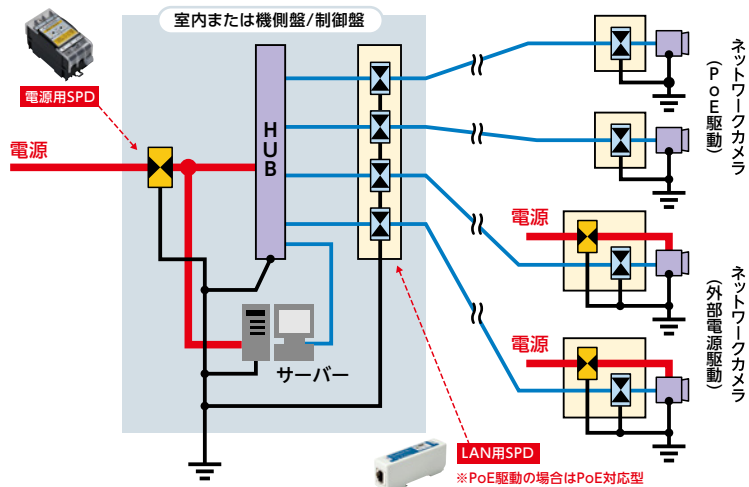 室内または機側盤/制御盤
電源用SPD
電源
HUB
サーバー
LAN用SPD
※PoE駆動の場合はPoE対応型
電源
電源
ネットワークカメラ
(PoE駆動)
ネットワークカメラ
(外部電源駆動)